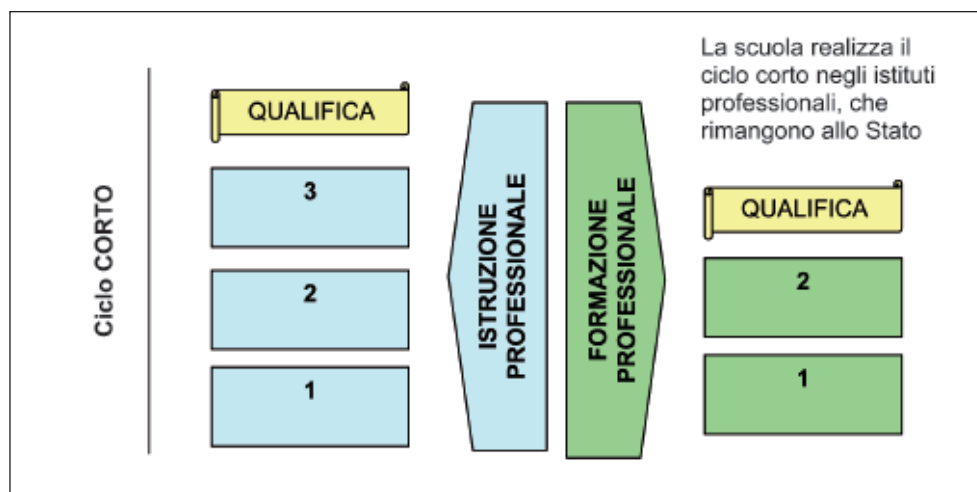 La scuola realizza il
ciclo corto negli istituti
professionali, che
rimangono allo Stato
Ciclo CORTO
QUALIFICA
3
2
1
ISTRUZIONE
PROFESSIONALE
FORMAZIONE
PROFESSIONALE
QUALIFICA
2
1